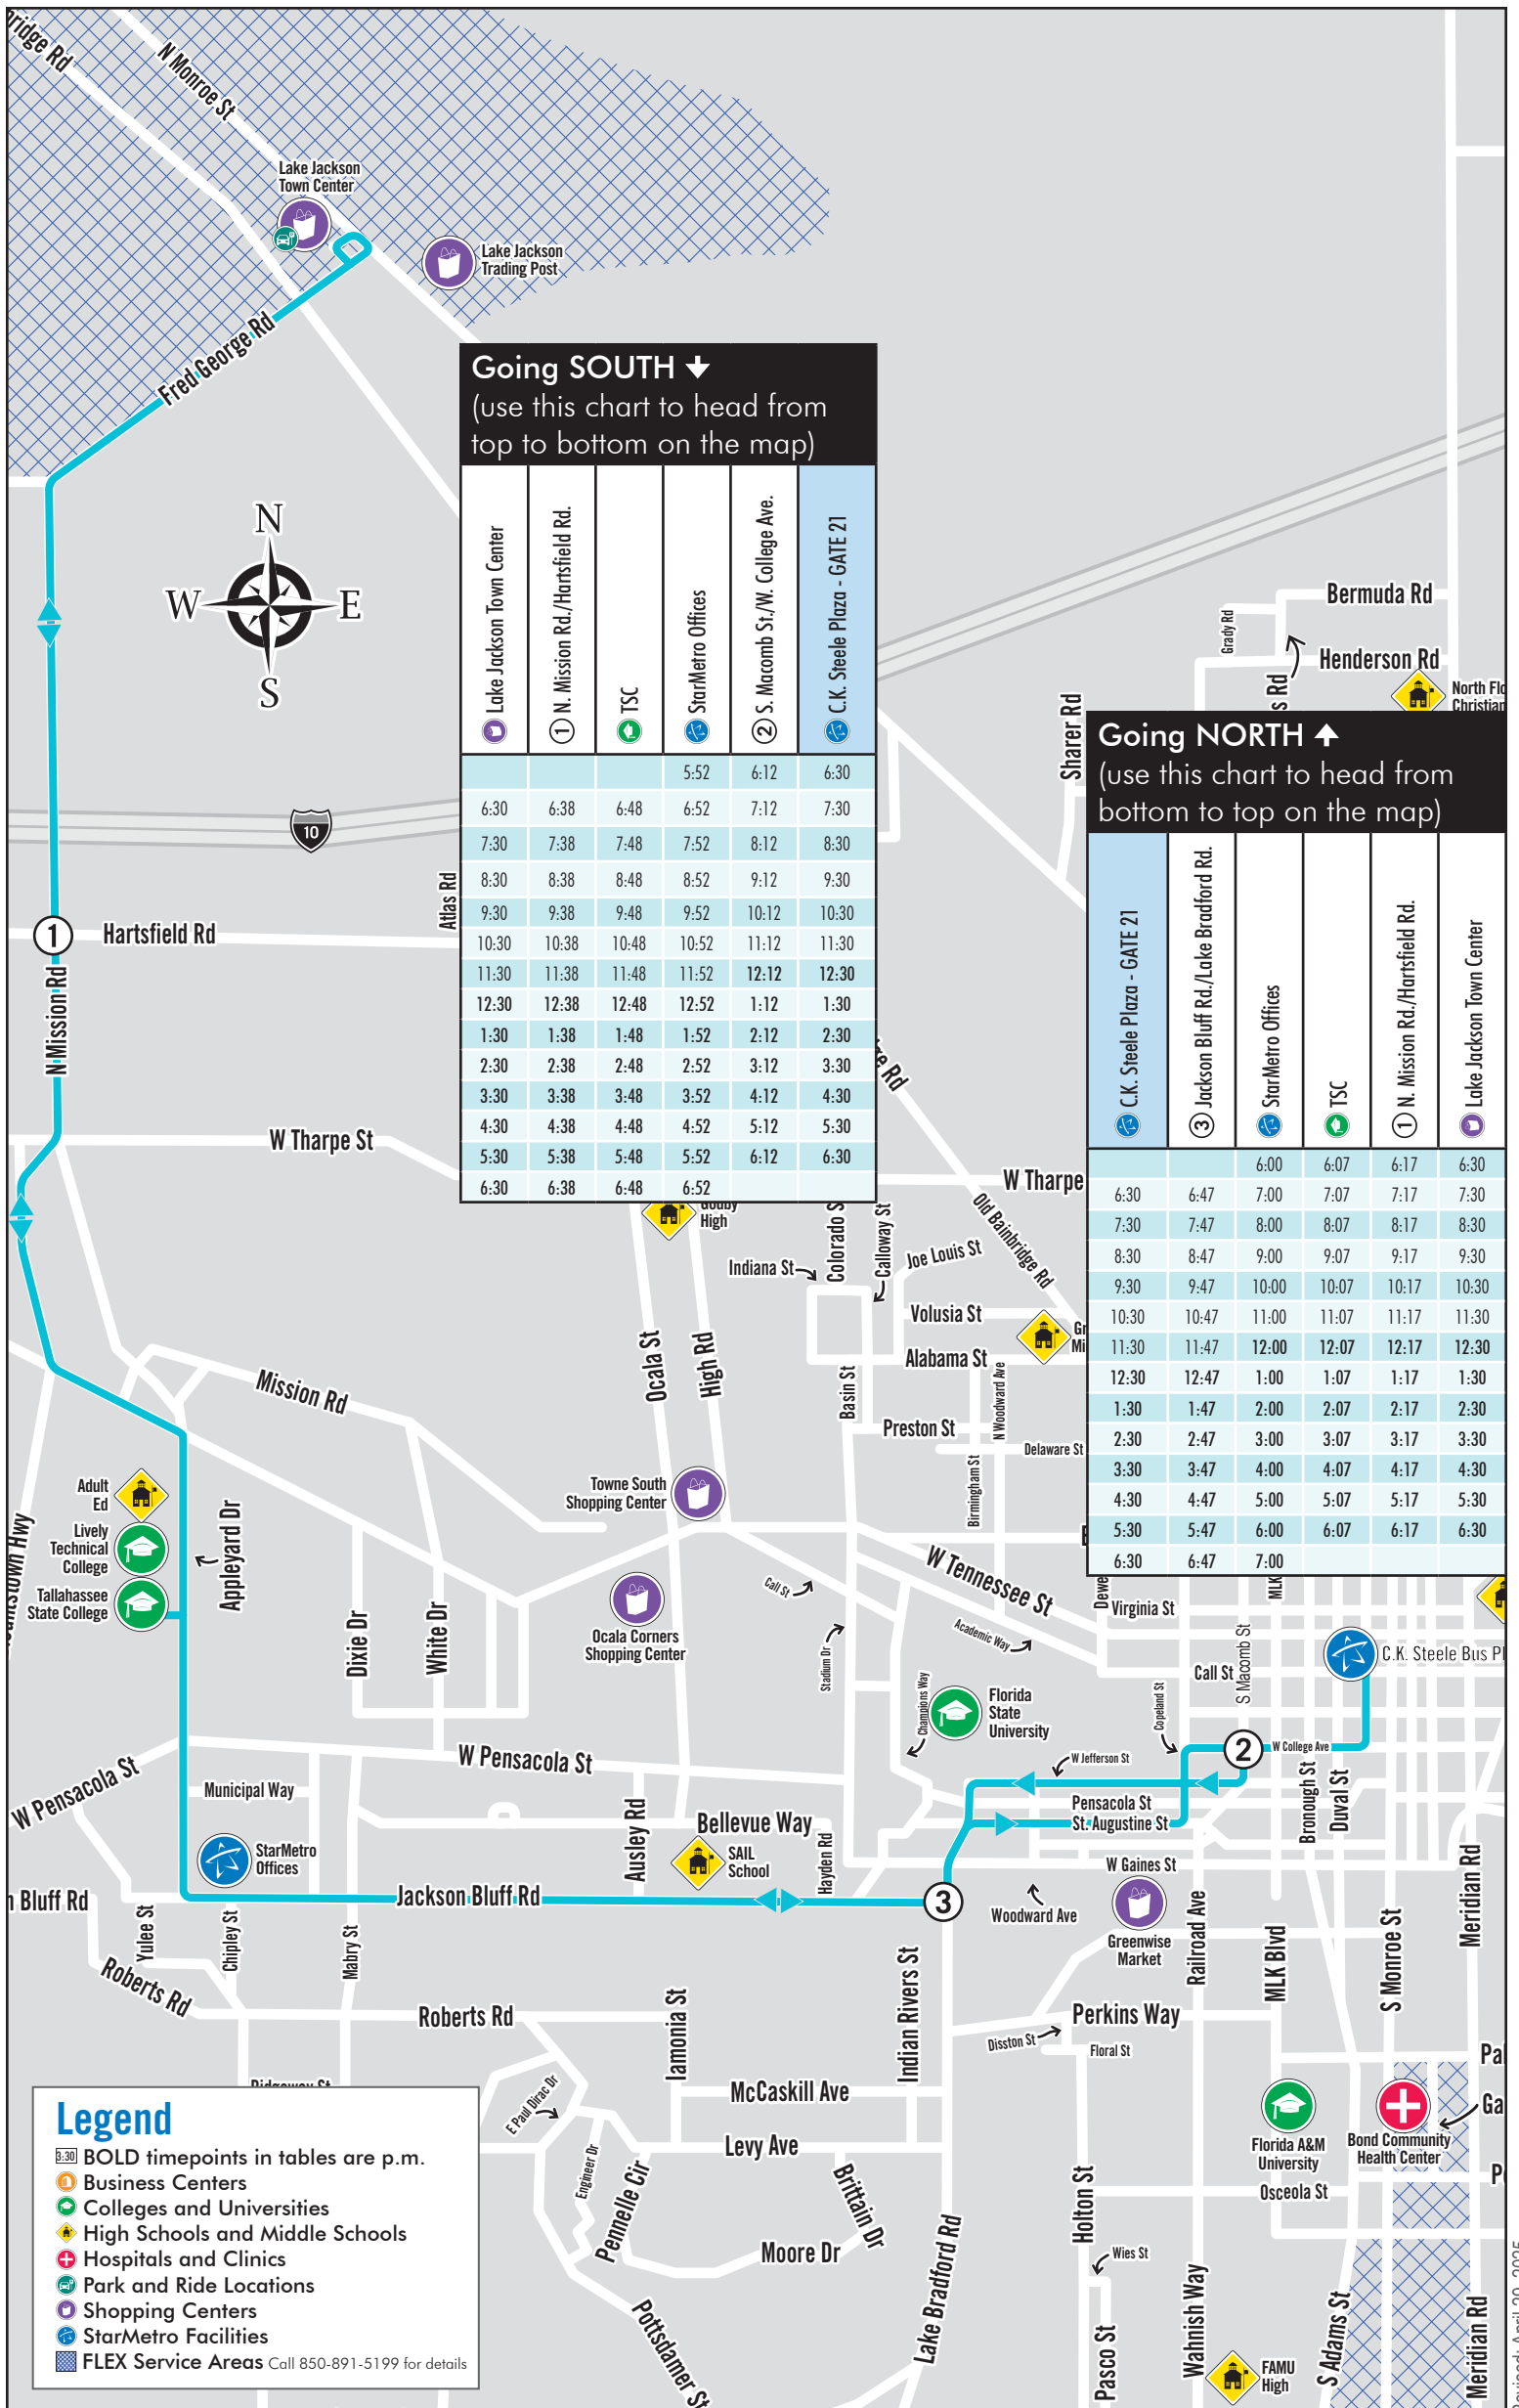 N Monroe St
Lake Jackson
Town Center
Lake Jackson
Trading Post
Fred George Rd
N
W
E
S
Going SOUTH
(use this chart to head from
top to bottom on the map)
Lake Jackson Town Center
1 N. Mission Rd./Hartsfield Rd.
TSC
StarMetro Offices
2 S. Macomb St./W. College Ave.
C.K. Steele Plaza - GATE 21
5:52 6:12 6:30
6:30 6:38 6:48 6:52 7:12 7:30
7:30 7:38 7:48 7:52 8:12 8:30
8:30 8:38 8:48 8:52 9:12 9:30
9:30 9:38 9:48 9:52 10:12 10:30
10:30 10:38 10:48 10:52 11:12 11:30
11:30 11:38 11:48 11:52 12:12 12:30
12:30 12:38 12:48 12:52 1:12 1:30
1:30 1:38 1:48 1:52 2:12 2:30
2:30 2:38 2:48 2:52 3:12 3:30
3:30 3:38 3:48 3:52 4:12 4:30
4:30 4:38 4:48 4:52 5:12 5:30
5:30 5:38 5:48 5:52 6:12 6:30
6:30 6:38 6:48 6:52
Bermuda Rd
Grady Rd
Henderson Rd
Rd
North
Christian
Sharer Rd
Going NORTH
(use this chart to head from
bottom to top on the map)
C.K. Steele Plaza - GATE 21
3 Jackson Bluff Rd./Lake Bradford Rd.
StarMetro Offices
TSC
1 N. Mission Rd./Hartsfield Rd.
Lake Jackson Town Center
6:00 6:07 6:17 6:30
6:30 6:47 7:00 7:07 7:17 7:30
7:30 7:47 8:00 8:07 8:17 8:30
8:30 8:47 9:00 9:07 9:17 9:30
9:30 9:47 10:00 10:07 10:17 10:30
10:30 10:47 11:00 11:07 11:17 11:30
11:30 11:47 12:00 12:07 12:17 12:30
12:30 12:47 1:00 1:07 1:17 1:30
1:30 1:47 2:00 2:07 2:17 2:30
2:30 2:47 3:00 3:07 3:17 3:30
3:30 3:47 4:00 4:07 4:17 4:30
4:30 4:47 5:00 5:07 5:17 5:30
5:30 5:47 6:00 6:07 6:17 6:30
6:30 6:47 7:00
10
Atlas Rd
1
Hartsfield Rd
N Mission Rd
W Tharpe St
Rd
W Tharpe
High
Colorado
Calloway St
Old Bainbridge Rd
Indiana St
Joe Louis St
Volusia St
Alabama St
Ocala St
High Rd
Basin St
N Woodward Ave
Mission Rd
Preston St
Delaware St
Birmingham St
Adult
Ed
Towne South
Shopping Center
Lively
Technical
College
Appleyard Dr
Hwy
Tallahassee
State College
Call St
W Tennessee St
MLK
Virginia St
Dixie Dr
White Dr
Ocala Corners
Shopping Center
Stadium Dr
Academic Way
S Macomb St
C.K. Steele Bus
Call St
Champions Way
Florida
State
University
Copeland St
2
W College Ave
W Jefferson St
W Pensacola St
W Pensacola St
Municipal Way
Bronough St
Duval St
Pensacola St
St. Augustine St
Ausley Rd
Bellevue Way
StarMetro
Offices
SAIL
School
Hayden Rd
W Gaines St
Meridian Rd
Bluff Rd
Jackson Bluff Rd
3
Woodward Ave
Greenwise
Market
Railroad Ave
MLK Blvd
S Monroe St
Yulee St
Chipley St
Mabry St
Roberts Rd
Roberts Rd
Iamonia St
Indian Rivers St
Perkins Way
Disston St
Floral St
E Paul Dirac Dr
McCaskill Ave
Florida A&M
University
Bond Community
Health Center
Levy Ave
Engineer Dr
Pennelle Cir
Brittain Dr
Osceola St
Holton St
Moore Dr
Wies St
Lake Bradford Rd
Pasco St
Wahnish Way
S Adams St
Meridian Rd
Pottsdamer St
FAMU
High
Legend
3:30 BOLD timepoints in tables are p.m.
Business Centers
Colleges and Universities
High Schools and Middle Schools
Hospitals and Clinics
Park and Ride Locations
Shopping Centers
StarMetro Facilities
FLEX Service Areas Call 850-891-5199 for details